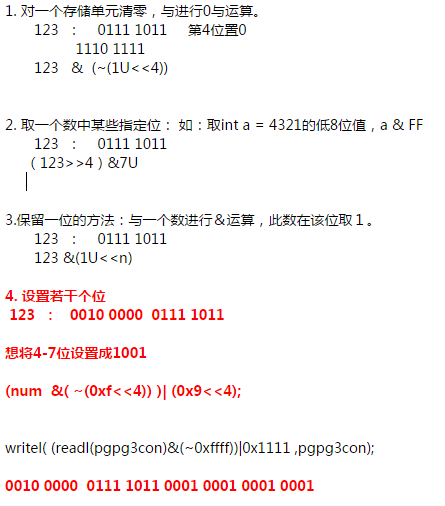 1. 对一个存储单元清零，与进行0与运算。
123 : 0111 1011 第4位置0
1110 1111
123 & (~(1U<<4))
2. 取一个数中某些指定位： 如：取int a = 4321的低8位值，a & FF
123 : 0111 1011
（ 123>>4 ）&7U
3.保留一位的方法：与一个数进行＆运算，此数在该位取１。
123 : 0111 1011
123 &(1U<<n)
4. 设置若干个位
123 : 0010 0000 0111 1011
想将4-7位设置成1001
(num &( ~(0xf<<4)) )| (0x9<<4);
writel( (readl(pgpg3con)&(~0xffff))|0x1111 ,pgpg3con);
0010 0000 0111 1011 0001 0001 0001 0001